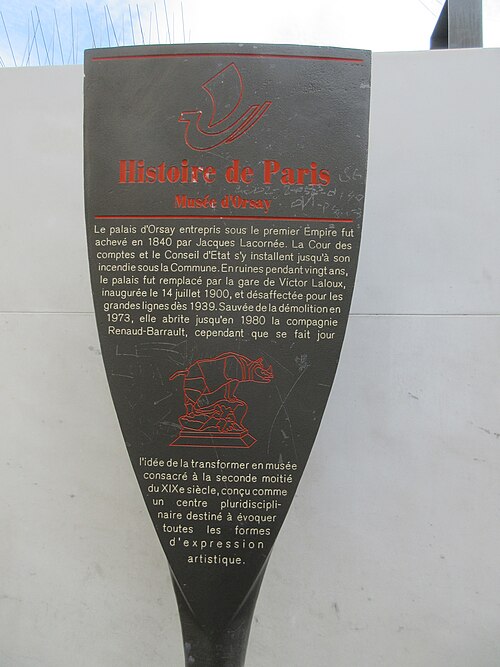 Histoire de Paris
Musée d'Orsay
Le palais d'Orsay entrepris sous le premier Empire fut
achevé en 1840 par Jacques Lacornée. La Cour des
comptes et le Conseil d'Etat s'y installent jusqu'à son
incendie sous la Commune. En ruines pendant vingt ans,
le palais fut remplacé par la gare de Victor Laloux,
inaugurée le 14 juillet 1900, et désaffectée pour les
grandes lignes dès 1939. Sauvée de la démolition en
1973, elle abrite jusqu'en 1980 la compagnie
Renaud-Barrault, cependant que se fait jour
l'idée de la transformer en musée
consacré à la seconde moitié
du XIXe siècle, conçu comme
un centre pluridiscipli-
naire destiné à évoquer
toutes les formes
d'expression
artistique.